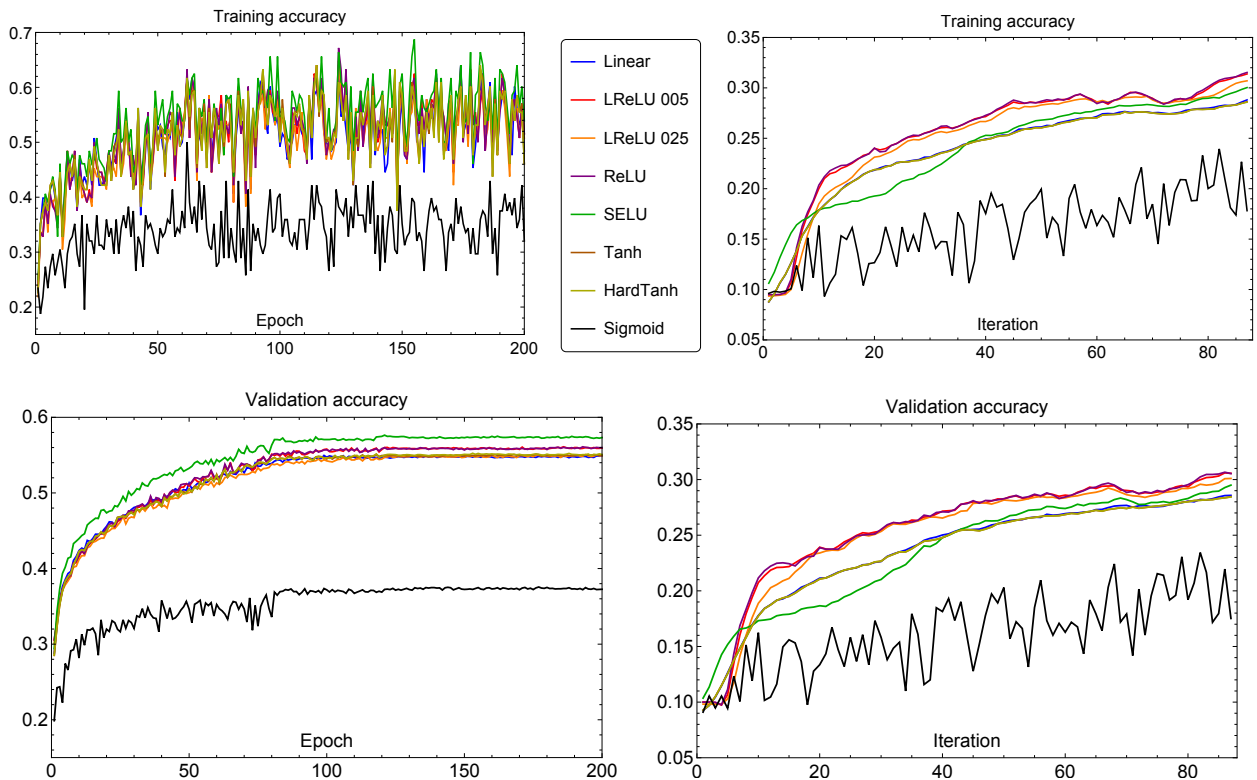 Training accuracy
0.7
0.6
0.5
0.4
0.3
0.2
0 50 100 150 200
Epoch
Linear
LReLU 005
LReLU 025
ReLU
SELU
Tanh
HardTanh
Sigmoid
Training accuracy
0.35
0.30
0.25
0.20
0.15
0.10
0.05
Iteration
0 20 40 60 80
Validation accuracy
0.6
0.5
0.4
0.3
0.2
Epoch
0 50 100 150 200
Validation accuracy
0.35
0.30
0.25
0.20
0.15
0.10
0.05
Iteration
0 20 40 60 80